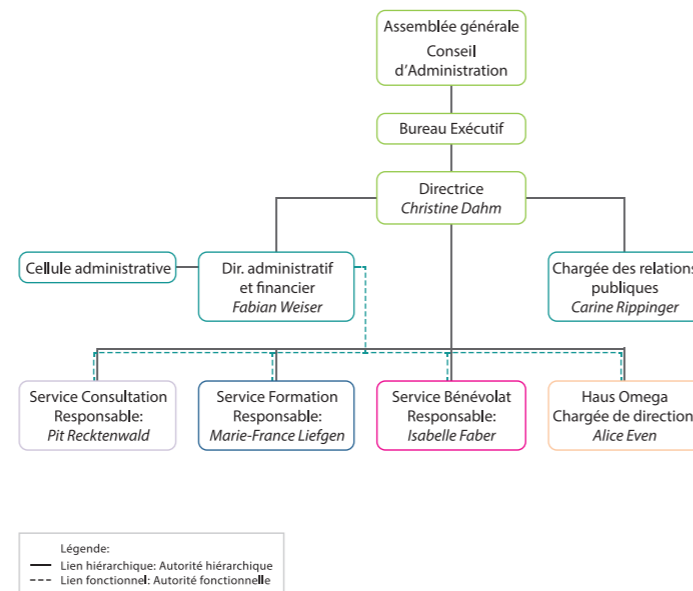 Assemblée générale
Conseil
d'Administration
Bureau Exécutif
Directrice
Christine Dahm
Cellule administrative
Dir. administratif
et financier
Fabian Weiser
Chargée des relations
publiques
Carine Rippinger
Service Consultation
Responsable:
Pit Recktenwald
Service Formation
Responsable:
Marie-France Liefgen
Service Bénévolat
Responsable:
Isabelle Faber
Haus Omega
Chargée de direction
Alice Even
Légende:
Lien hiérarchique: Autorité hiérarchique
Lien fonctionnel: Autorité fonctionnelle